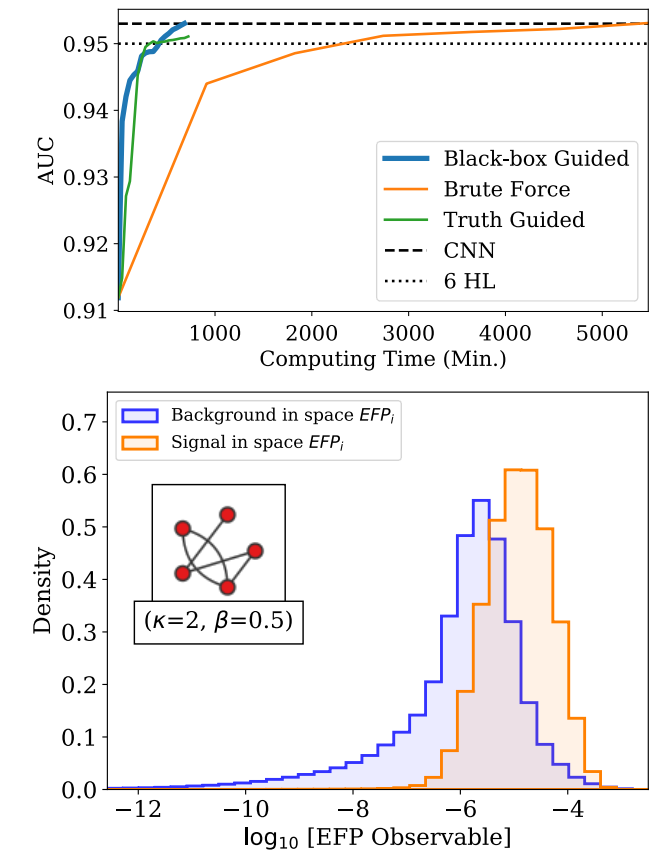 0.95
0.94
0.93
0.92
0.91
AUC
Black-box Guided
Brute Force
Truth Guided
CNN
6 HL
1000 2000 3000 4000 5000
Computing Time (Min.)
0.7
0.6
0.5
0.4
0.3
0.2
0.1
0.0
Density
Background in space EFPᵢ
Signal in space EFPᵢ
(κ=2, β=0.5)
−12 −10 −8 −6 −4
log₁₀ [EFP Observable]